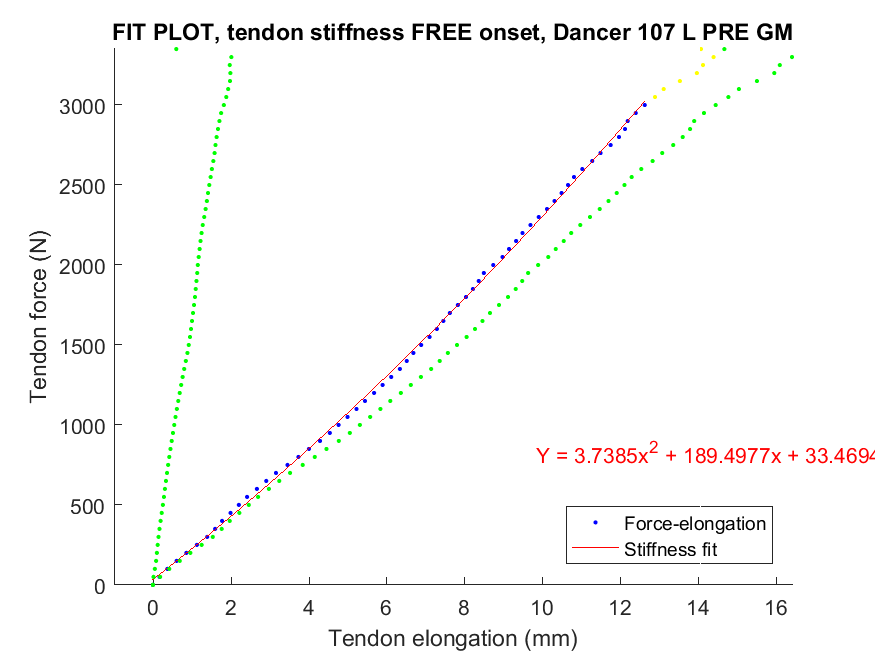 FIT PLOT, tendon stiffness FREE onset, Dancer 107 L PRE GM
3000
2500
2000
1500
1000
500
0
Tendon force (N)
Y = 3.7385x² + 189.4977x + 33.4694
Force-elongation
Stiffness fit
0 2 4 6 8 10 12 14 16
Tendon elongation (mm)